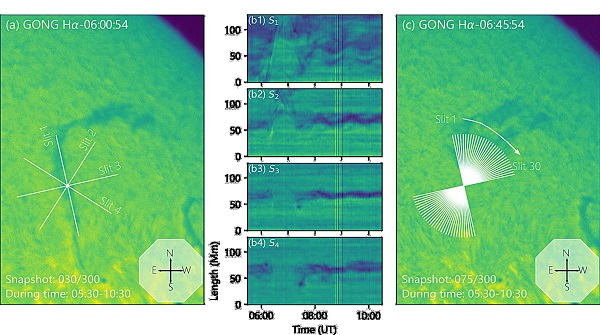 (a) GONG Hα-06:00:54
Slit 1
Slit 2
Slit 3
Slit 4
N
E W
S
Snapshot: 030/300
During time: 05:30-10:30
(b1) S1
100
50
0
(b2) S2
100
50
0
(b3) S3
100
50
0
(b4) S4
100
50
0
Length (Mm)
06:00 08:00 10:00
Time (UT)
(c) GONG Hα-06:45:54
Slit 1
Slit 30
N
E W
S
Snapshot: 075/300
During time: 05:30-10:30